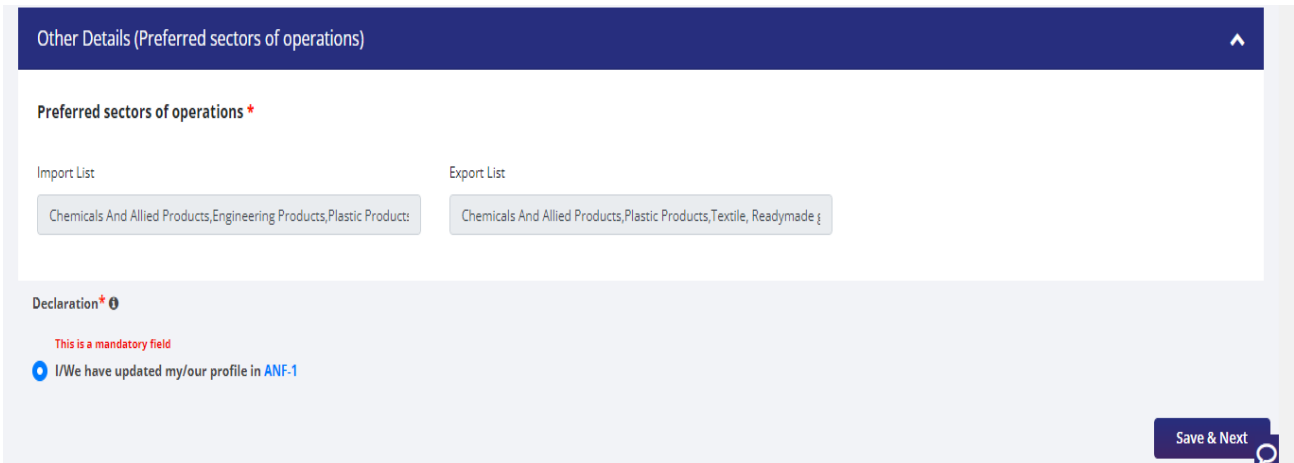 Other Details (Preferred sectors of operations)
Preferred sectors of operations *
Import List
Export List
Chemicals And Allied Products,Engineering Products,Plastic Products
Chemicals And Allied Products,Plastic Products,Textile, Readymade g
Declaration*
This is a mandatory field
I/We have updated my/our profile in ANF-1
Save & Next